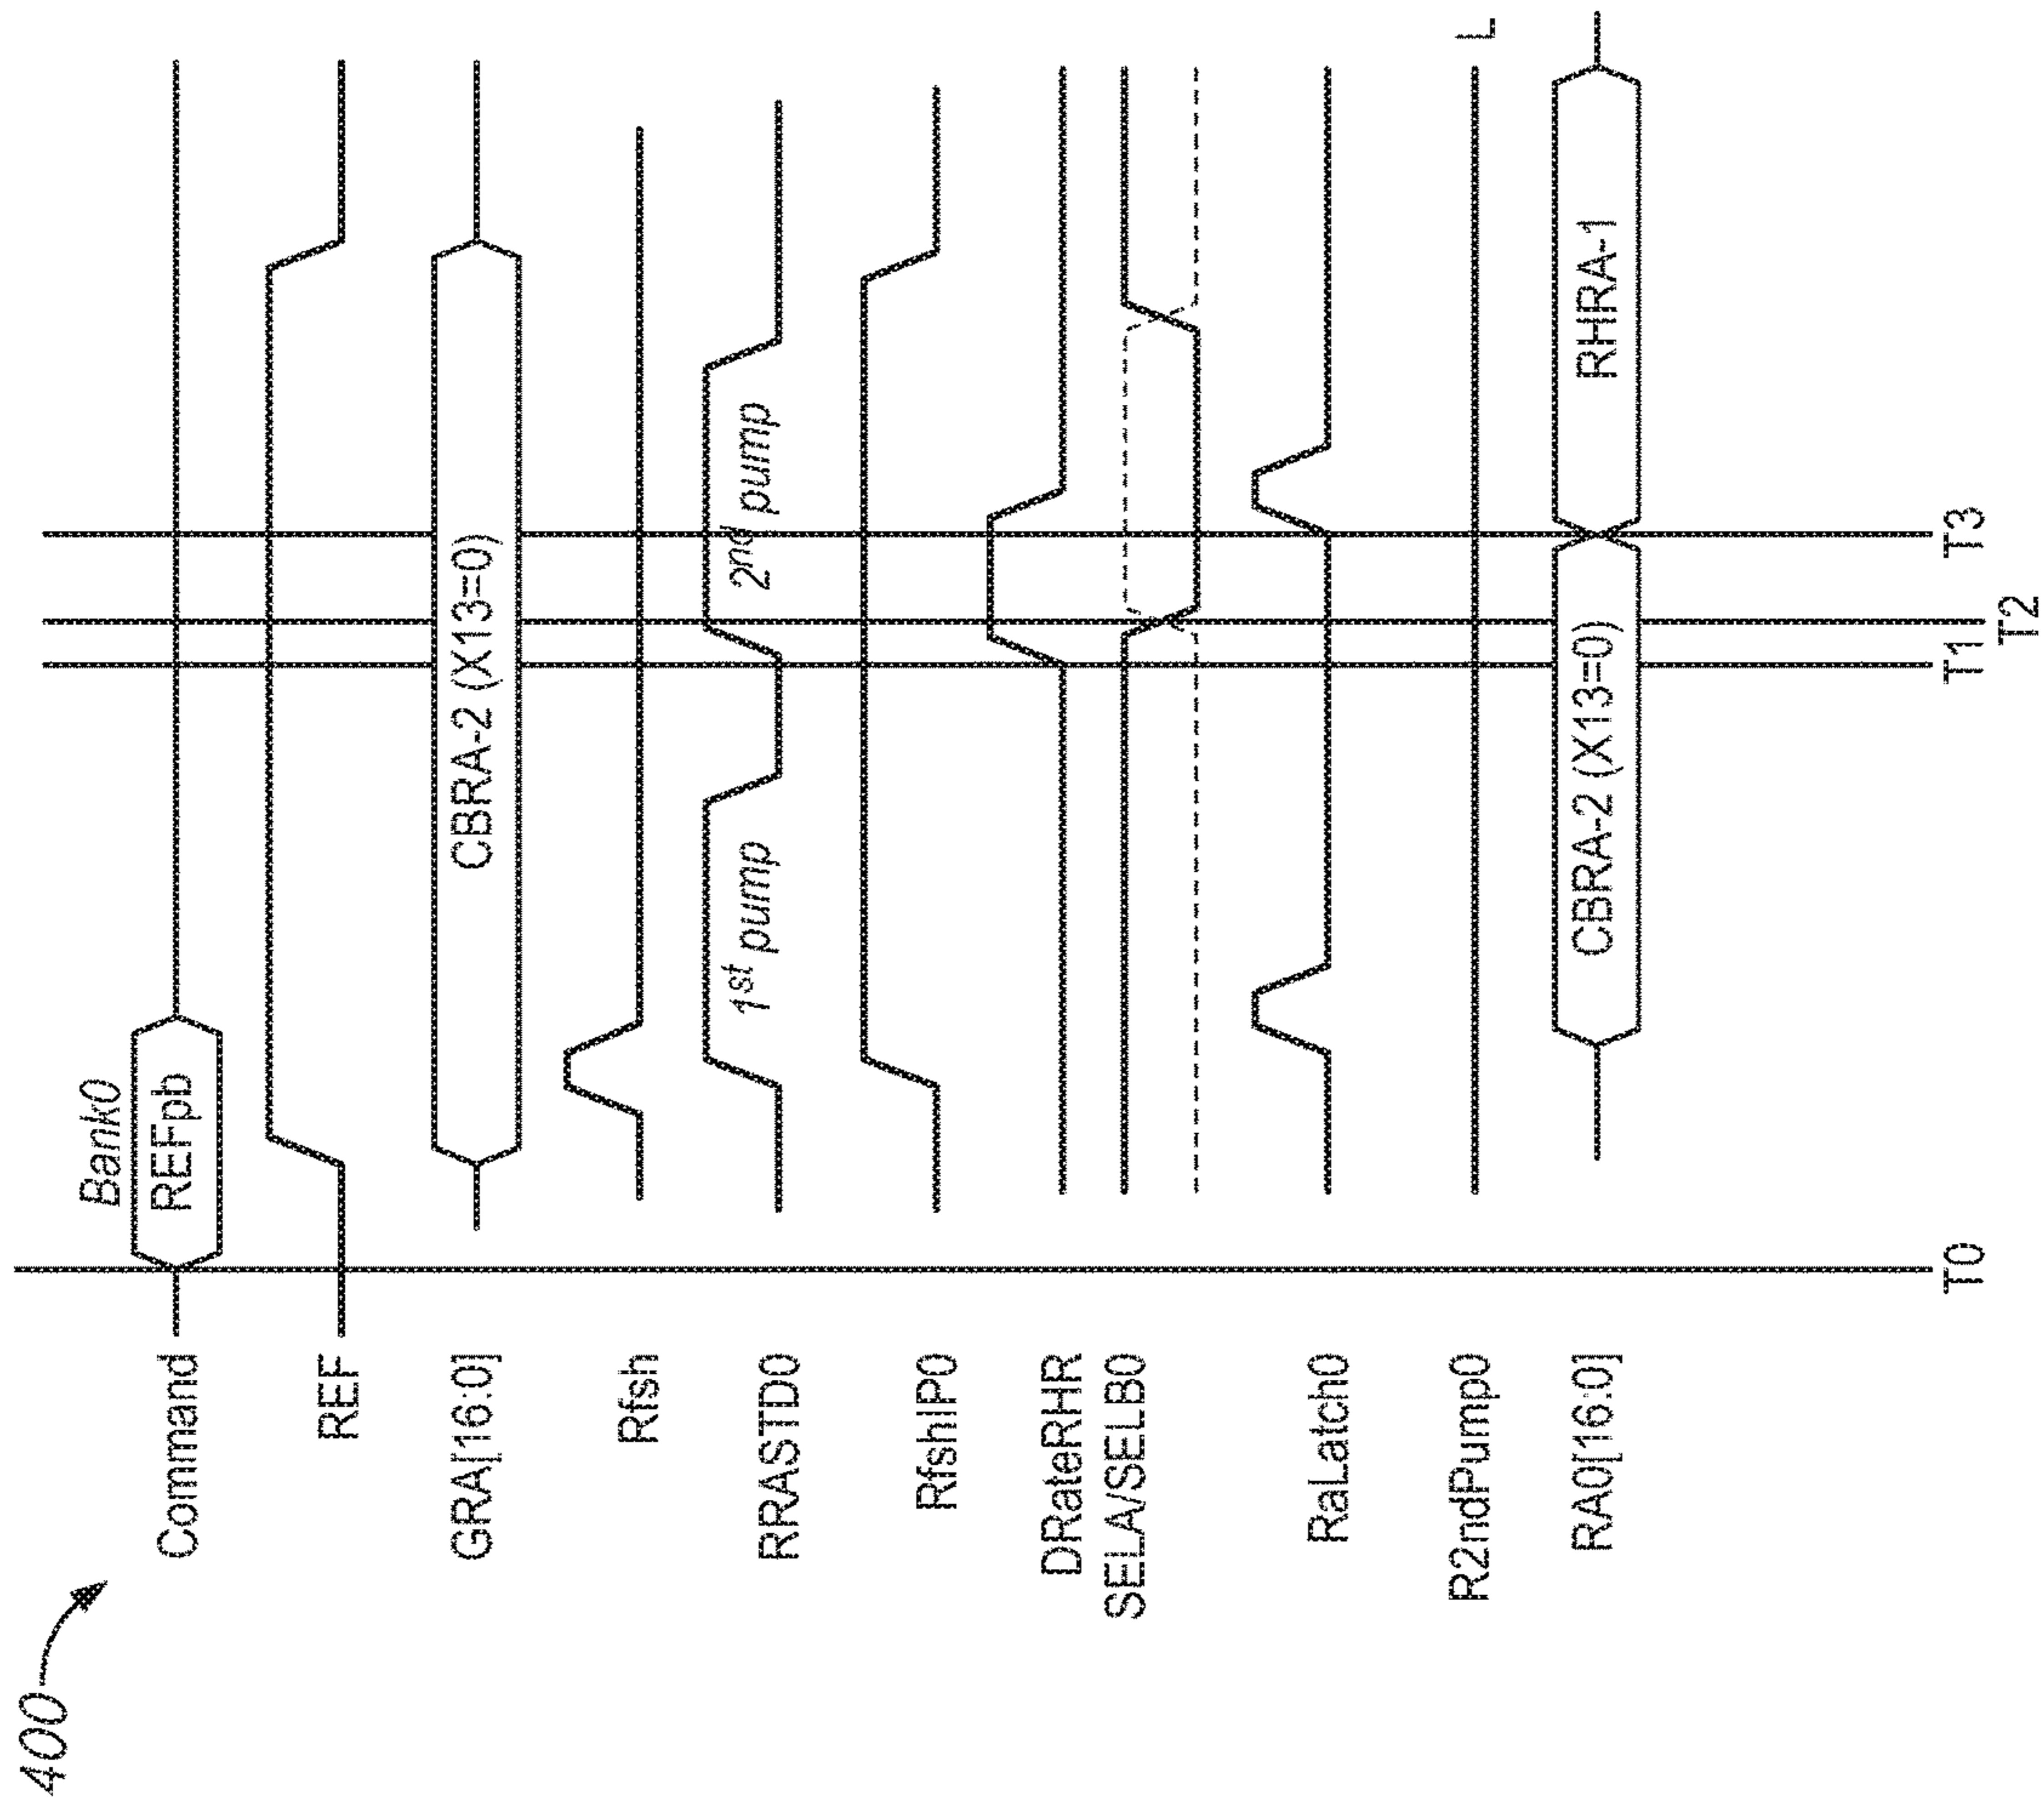 400
Bank0
Command REFpb
REF
GRA[16:0] CBRA-2 (X13=0)
Rfsh
RRASTD0 1st pump 2nd pump
RfshIP0
DRateRHR
SELA/SELB0
RaLatch0
R2ndPump0 L
RA0[16:0] CBRA-2 (X13=0) RHRA-1
T0 T1 T3
T2